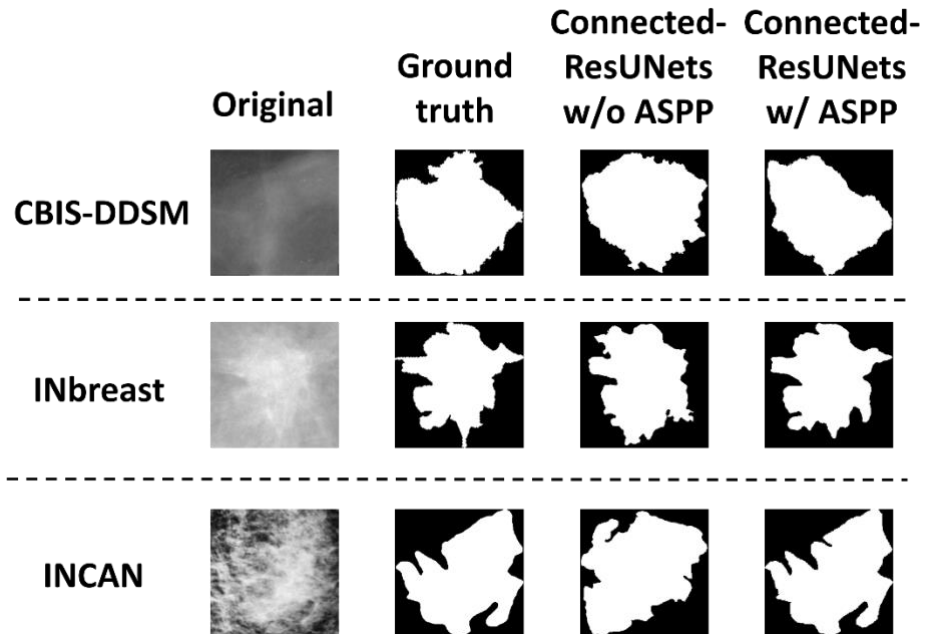 Original
Ground
truth
Connected-
ResUNets
w/o ASPP
Connected-
ResUNets
w/ ASPP
CBIS-DDSM
INbreast
INCAN